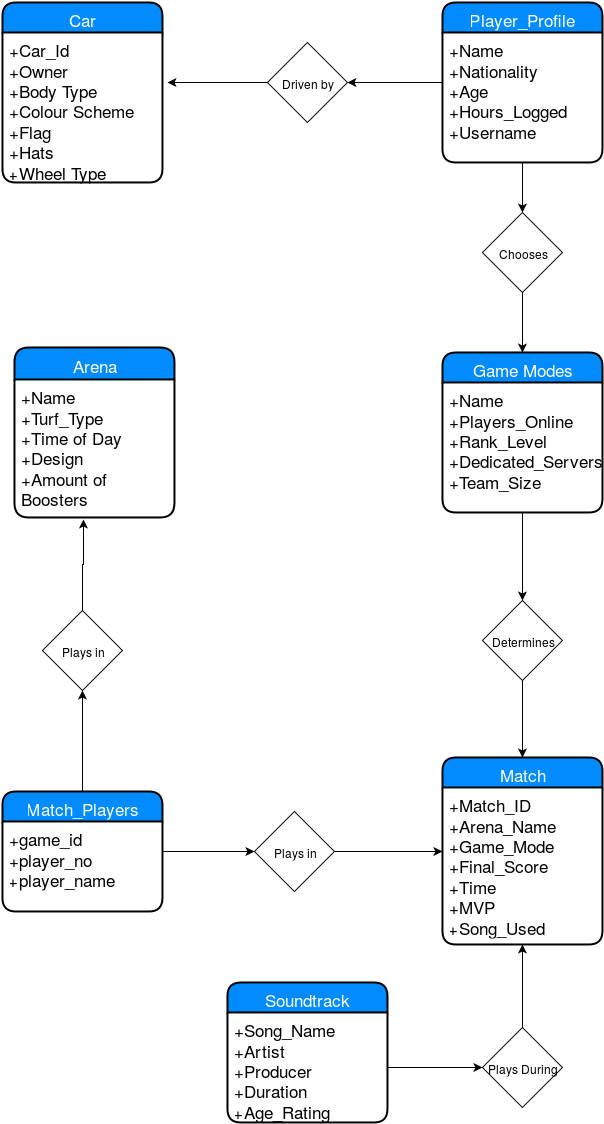 Car
+Car_Id
+Owner
+Body Type
+Colour Scheme
+Flag
+Hats
+Wheel Type
Driven by
Player_Profile
+Name
+Nationality
+Age
+Hours_Logged
+Username
Chooses
Arena
+Name
+Turf_Type
+Time of Day
+Design
+Amount of
Boosters
Game Modes
+Name
+Players_Online
+Rank_Level
+Dedicated_Servers
+Team_Size
Plays in
Determines
Match_Players
+game_id
+player_no
+player_name
Plays in
Match
+Match_ID
+Arena_Name
+Game_Mode
+Final_Score
+Time
+MVP
+Song_Used
Soundtrack
+Song_Name
+Artist
+Producer
+Duration
+Age_Rating
Plays During